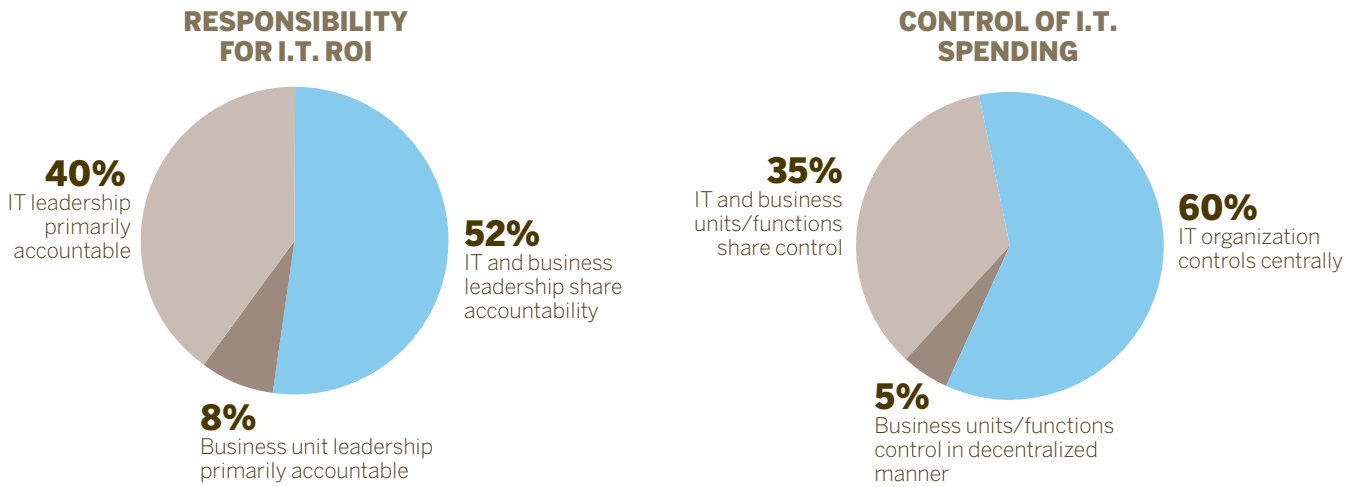 RESPONSIBILITY
FOR I.T. ROI
40%
IT leadership
primarily
accountable
52%
IT and business
leadership share
accountability
8%
Business unit leadership
primarily accountable
CONTROL OF I.T.
SPENDING
35%
IT and business
units/functions
share control
60%
IT organization
controls centrally
5%
Business units/functions
control in decentralized
manner